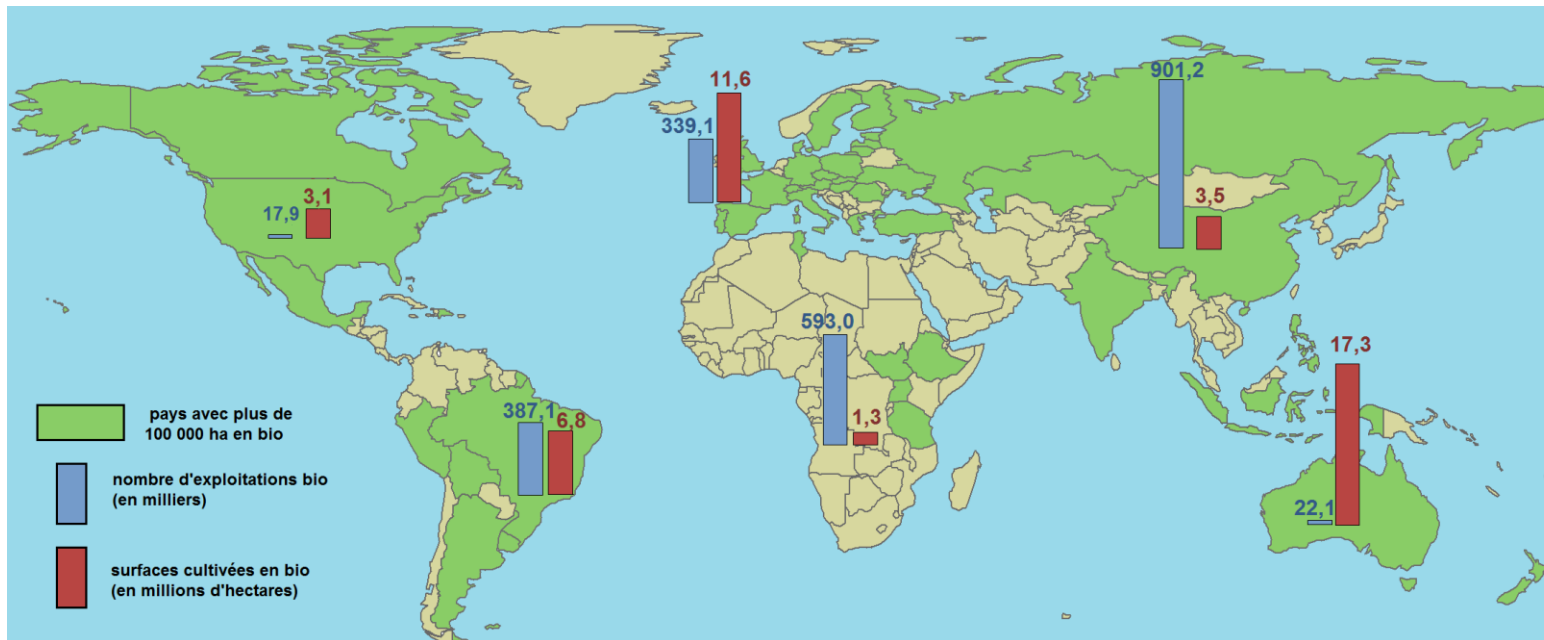 901,2
11,6
339,1
3,5
3,1
17,9
593,0
17,3
1,3
387,1
6,8
22,1
pays avec plus de
100 000 ha en bio
nombre d'exploitations bio
(en milliers)
surfaces cultivées en bio
(en millions d'hectares)